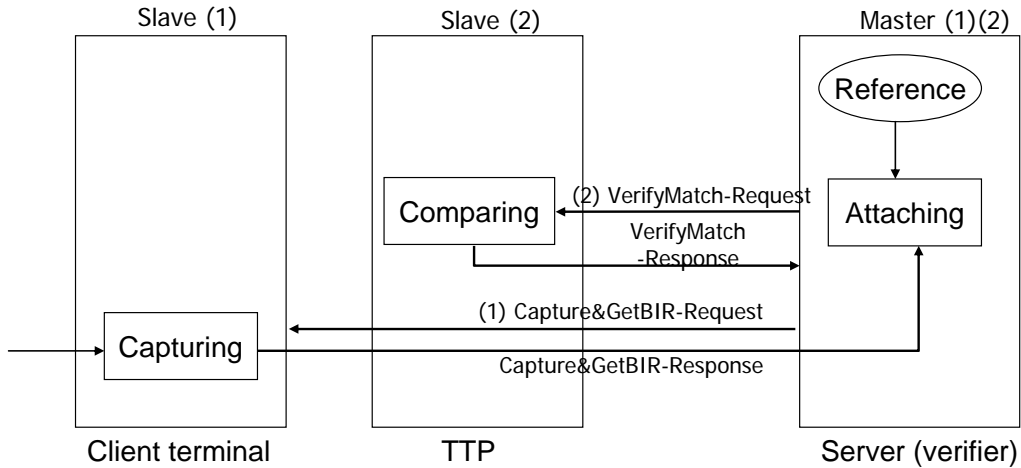 Slave (1)
Slave (2)
Master (1)(2)
Reference
Comparing
(2) VerifyMatch-Request
Attaching
VerifyMatch
-Response
(1) Capture&GetBIR-Request
Capturing
Capture&GetBIR-Response
Client terminal
TTP
Server (verifier)